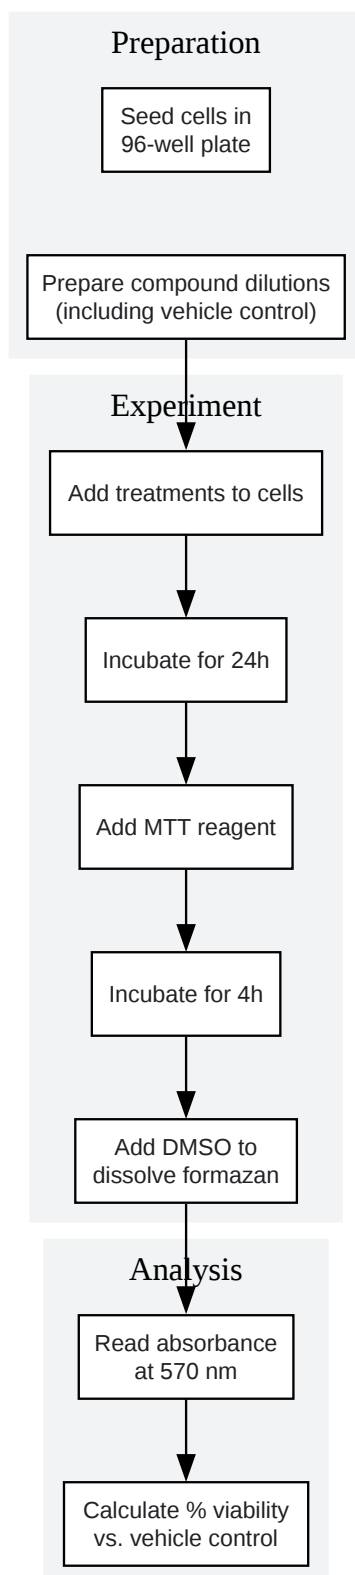 Preparation
Seed cells in
96-well plate
Prepare compound dilutions
(including vehicle control)
Experiment
Add treatments to cells
Incubate for 24h
Add MTT reagent
Incubate for 4h
Add DMSO to
dissolve formazan
Analysis
Read absorbance
at 570 nm
Calculate % viability
vs. vehicle control